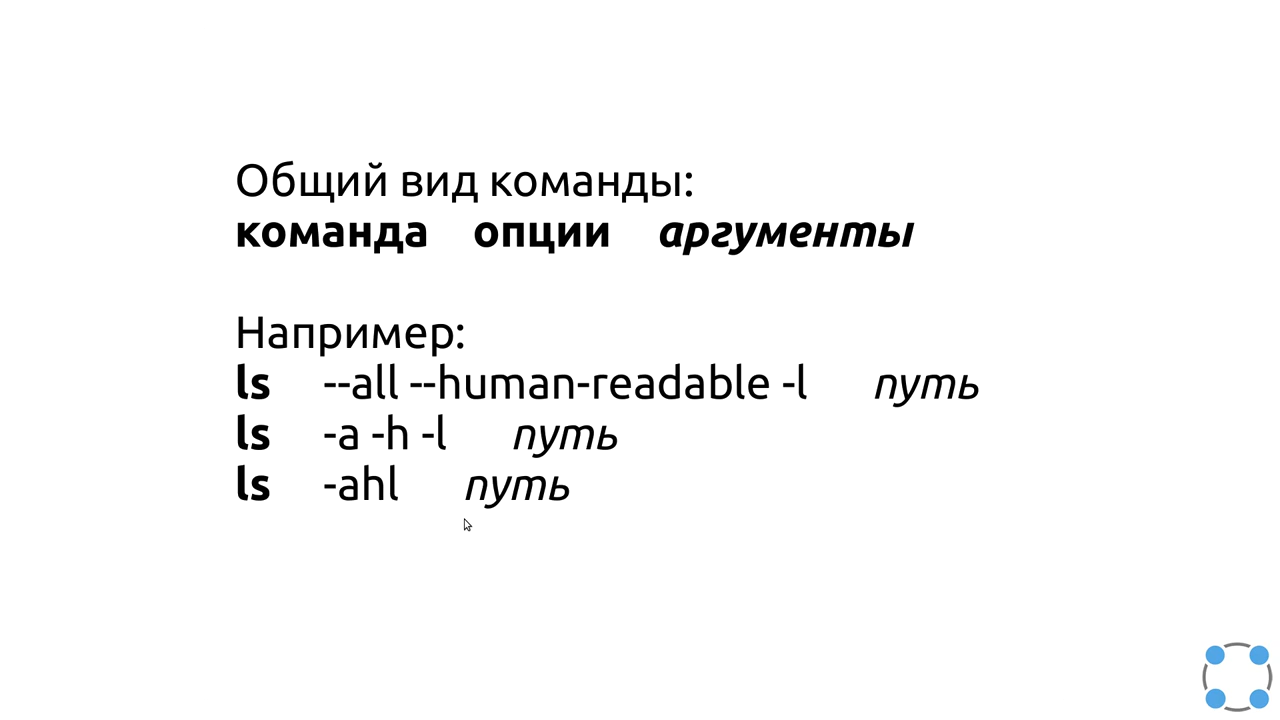 Общий вид команды:
команда опции аргументы
Например:
ls --all --human-readable -l путь
ls -a -h -l путь
ls -ahl путь